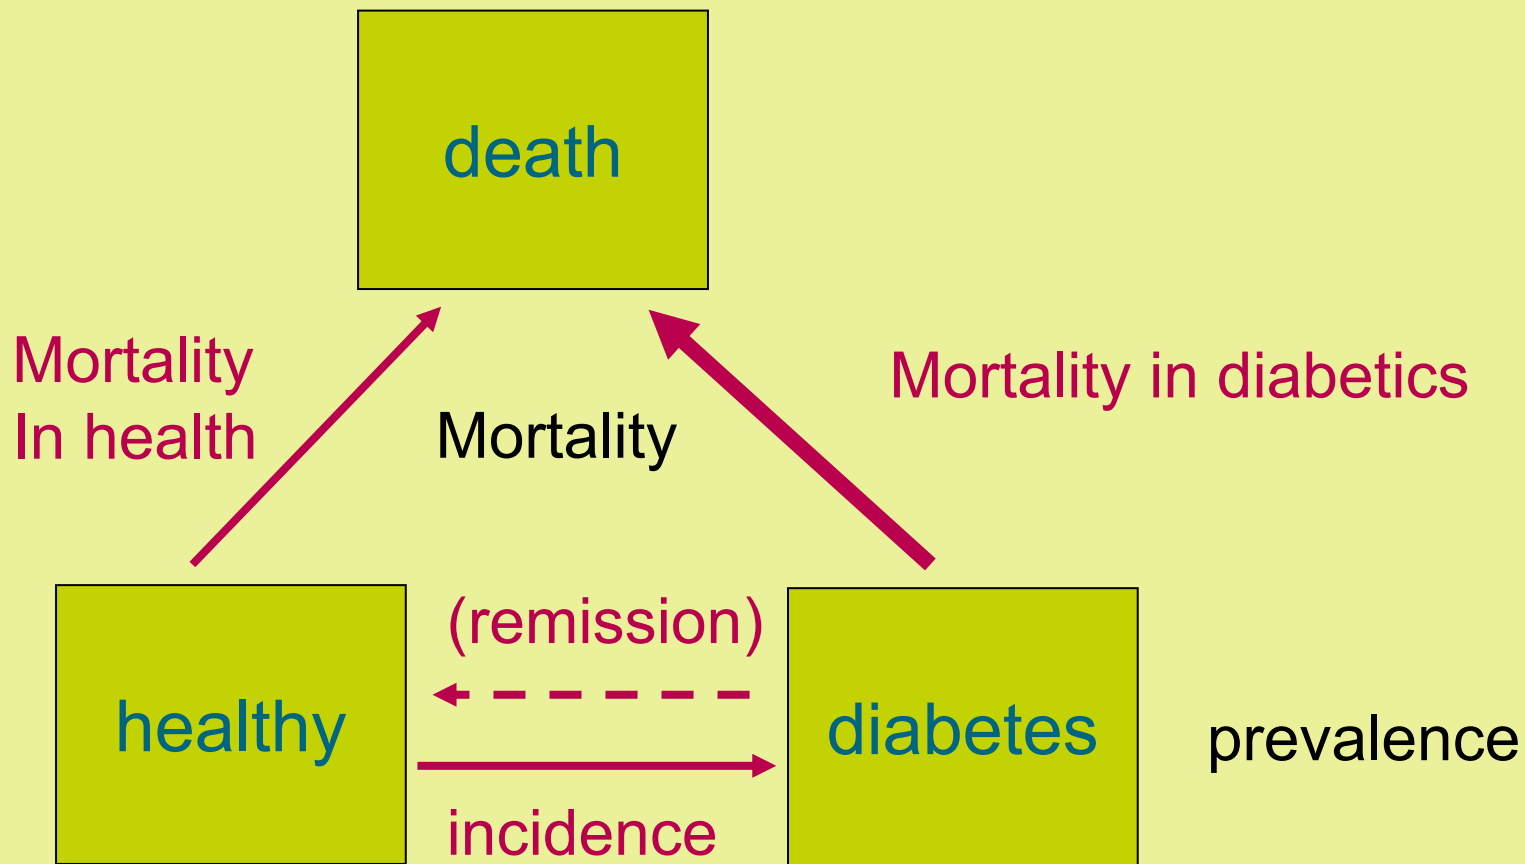 death
Mortality
In health
Mortality
Mortality in diabetics
(remission)
healthy
diabetes
prevalence
incidence